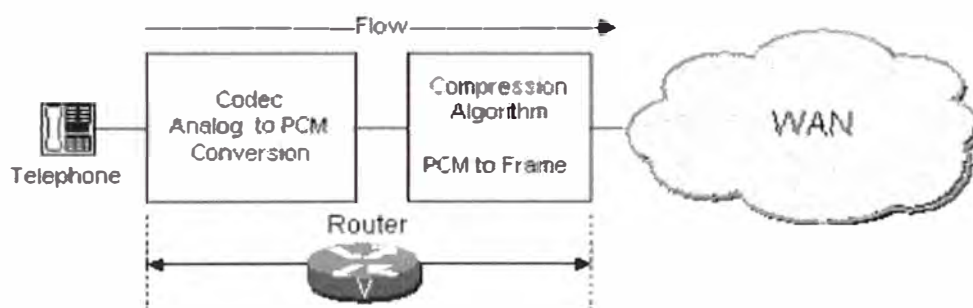 Flow
Codec
Analog to PCM
Conversion
Compression
Algorithm
PCM to Frame
WAN
Telephone
Router
V